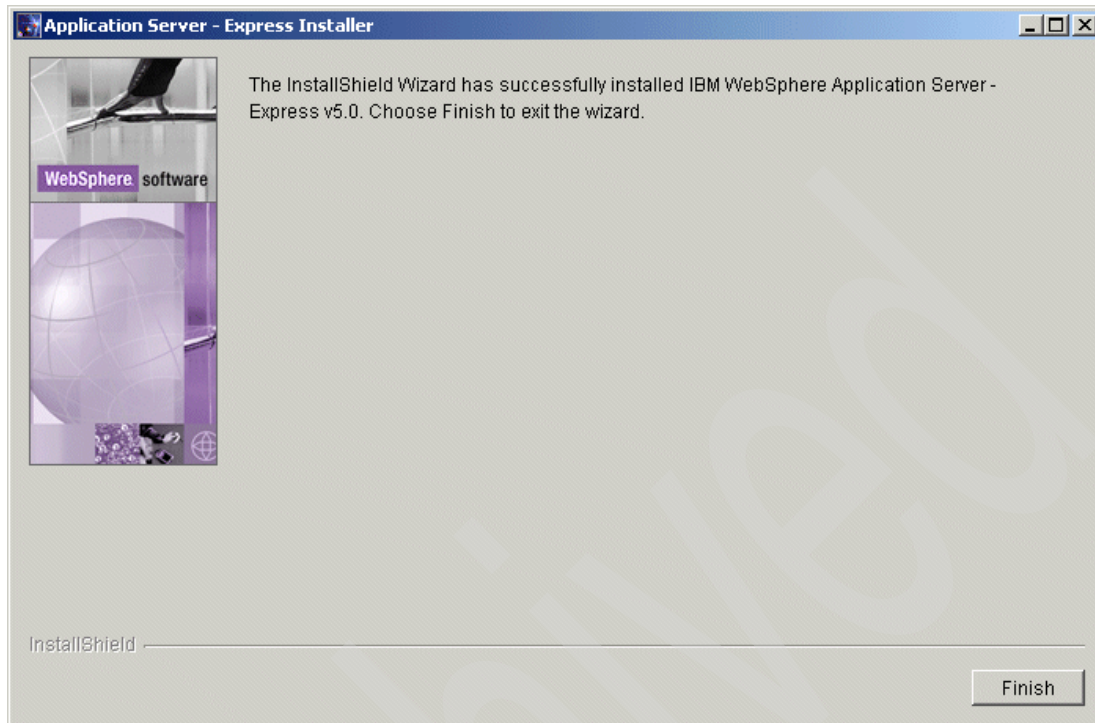 Application Server - Express Installer
The InstallShield Wizard has successfully installed IBM WebSphere Application Server -
Express v5.0. Choose Finish to exit the wizard.
WebSphere software
InstallShield
Finish